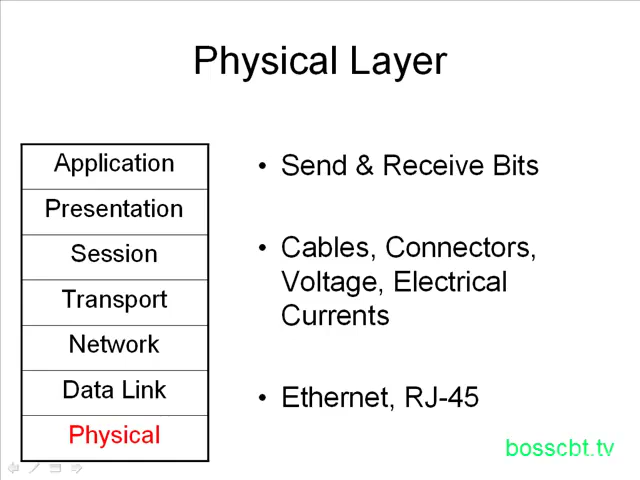 Physical Layer
Application
Presentation
Session
Transport
Network
Data Link
Physical
• Send & Receive Bits
• Cables, Connectors,
Voltage, Electrical
Currents
• Ethernet, RJ-45
bosscbt.tv